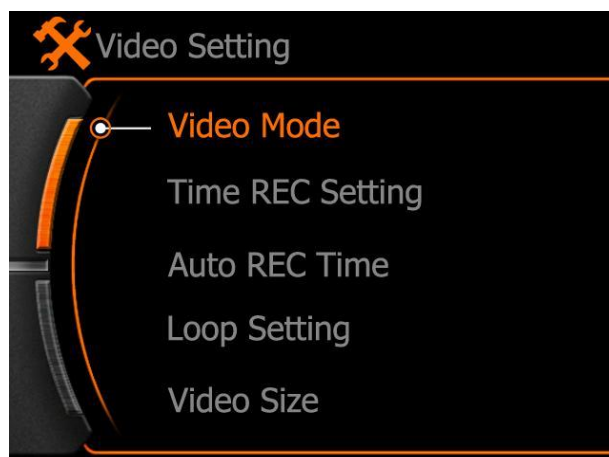 Video Setting
Video Mode
Time REC Setting
Auto REC Time
Loop Setting
Video Size